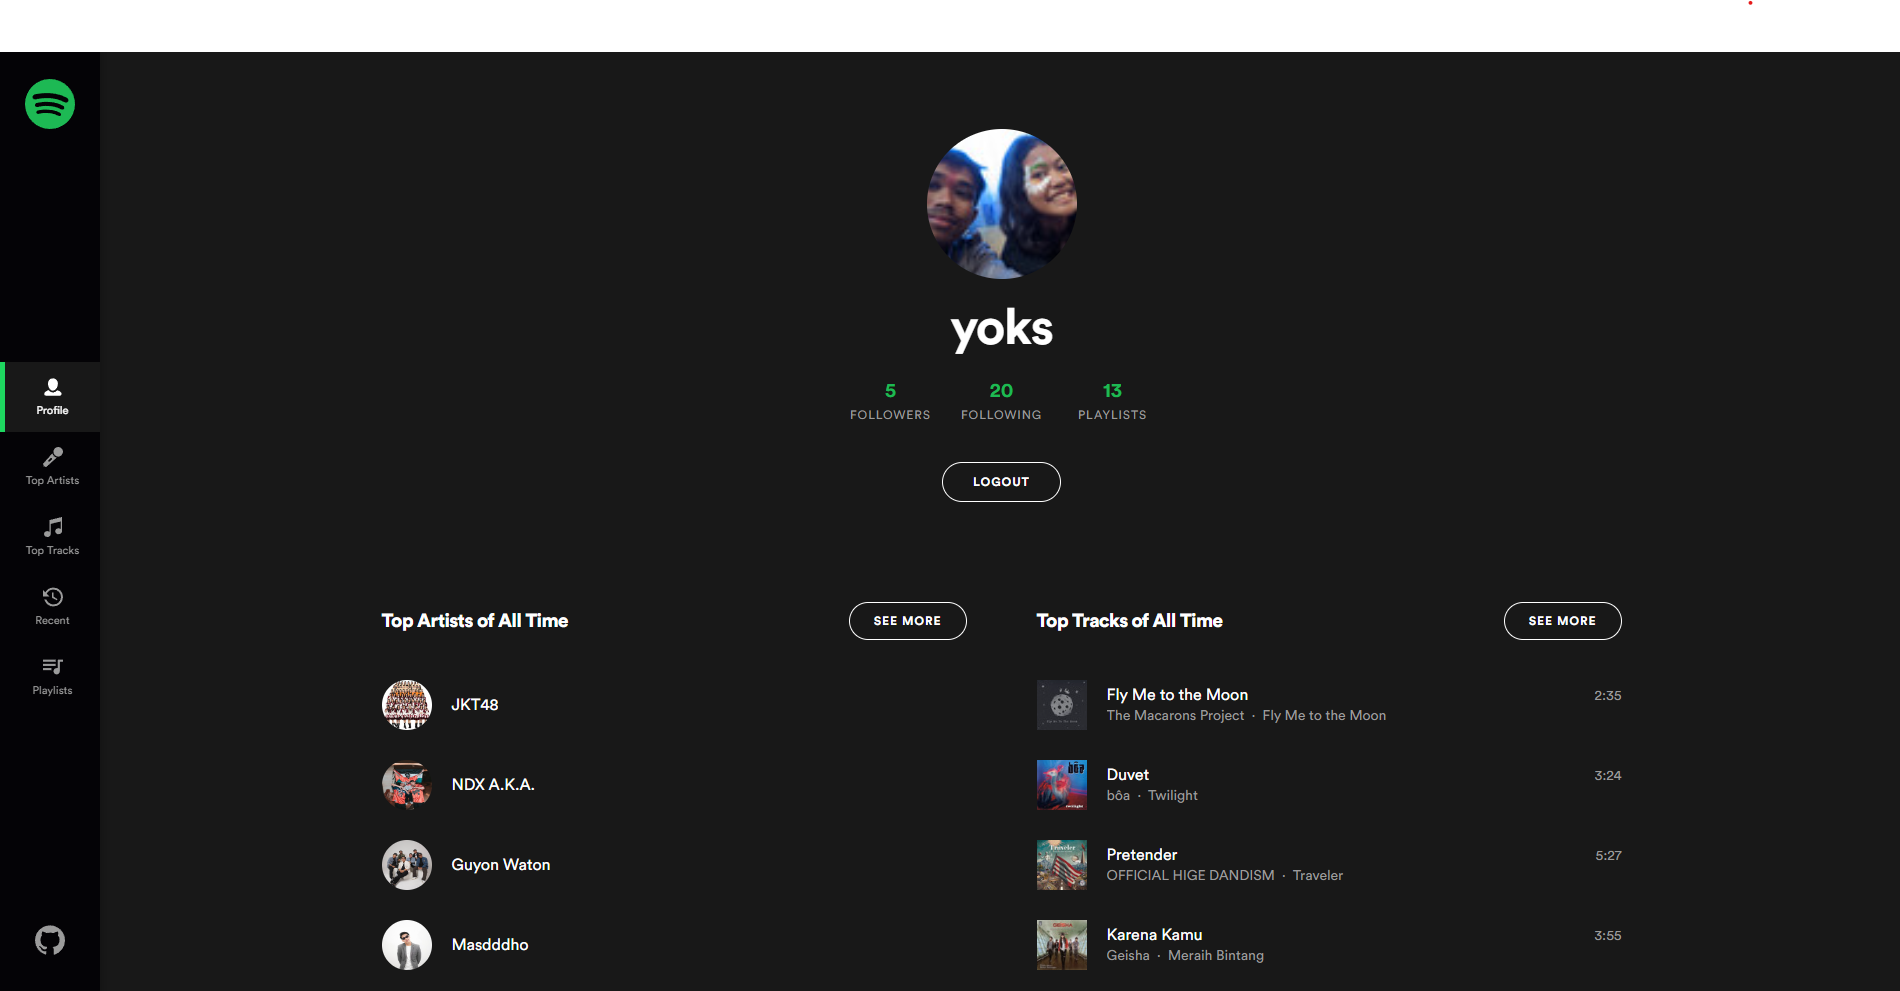 yoks
5
FOLLOWERS
20
FOLLOWING
13
PLAYLISTS
LOGOUT
Profile
Top Artists
Top Tracks
Recent
Playlists
Top Artists of All Time
SEE MORE
JKT48
NDX A.K.A.
Guyon Waton
Masdddho
Top Tracks of All Time
SEE MORE
Fly Me to the Moon
2:35
The Macarons Project · Fly Me to the Moon
Duvet
3:24
bôa · Twilight
Pretender
5:27
OFFICIAL HIGE DANDISM · Traveler
Traveler
Karena Kamu
3:55
Geisha · Meraih Bintang